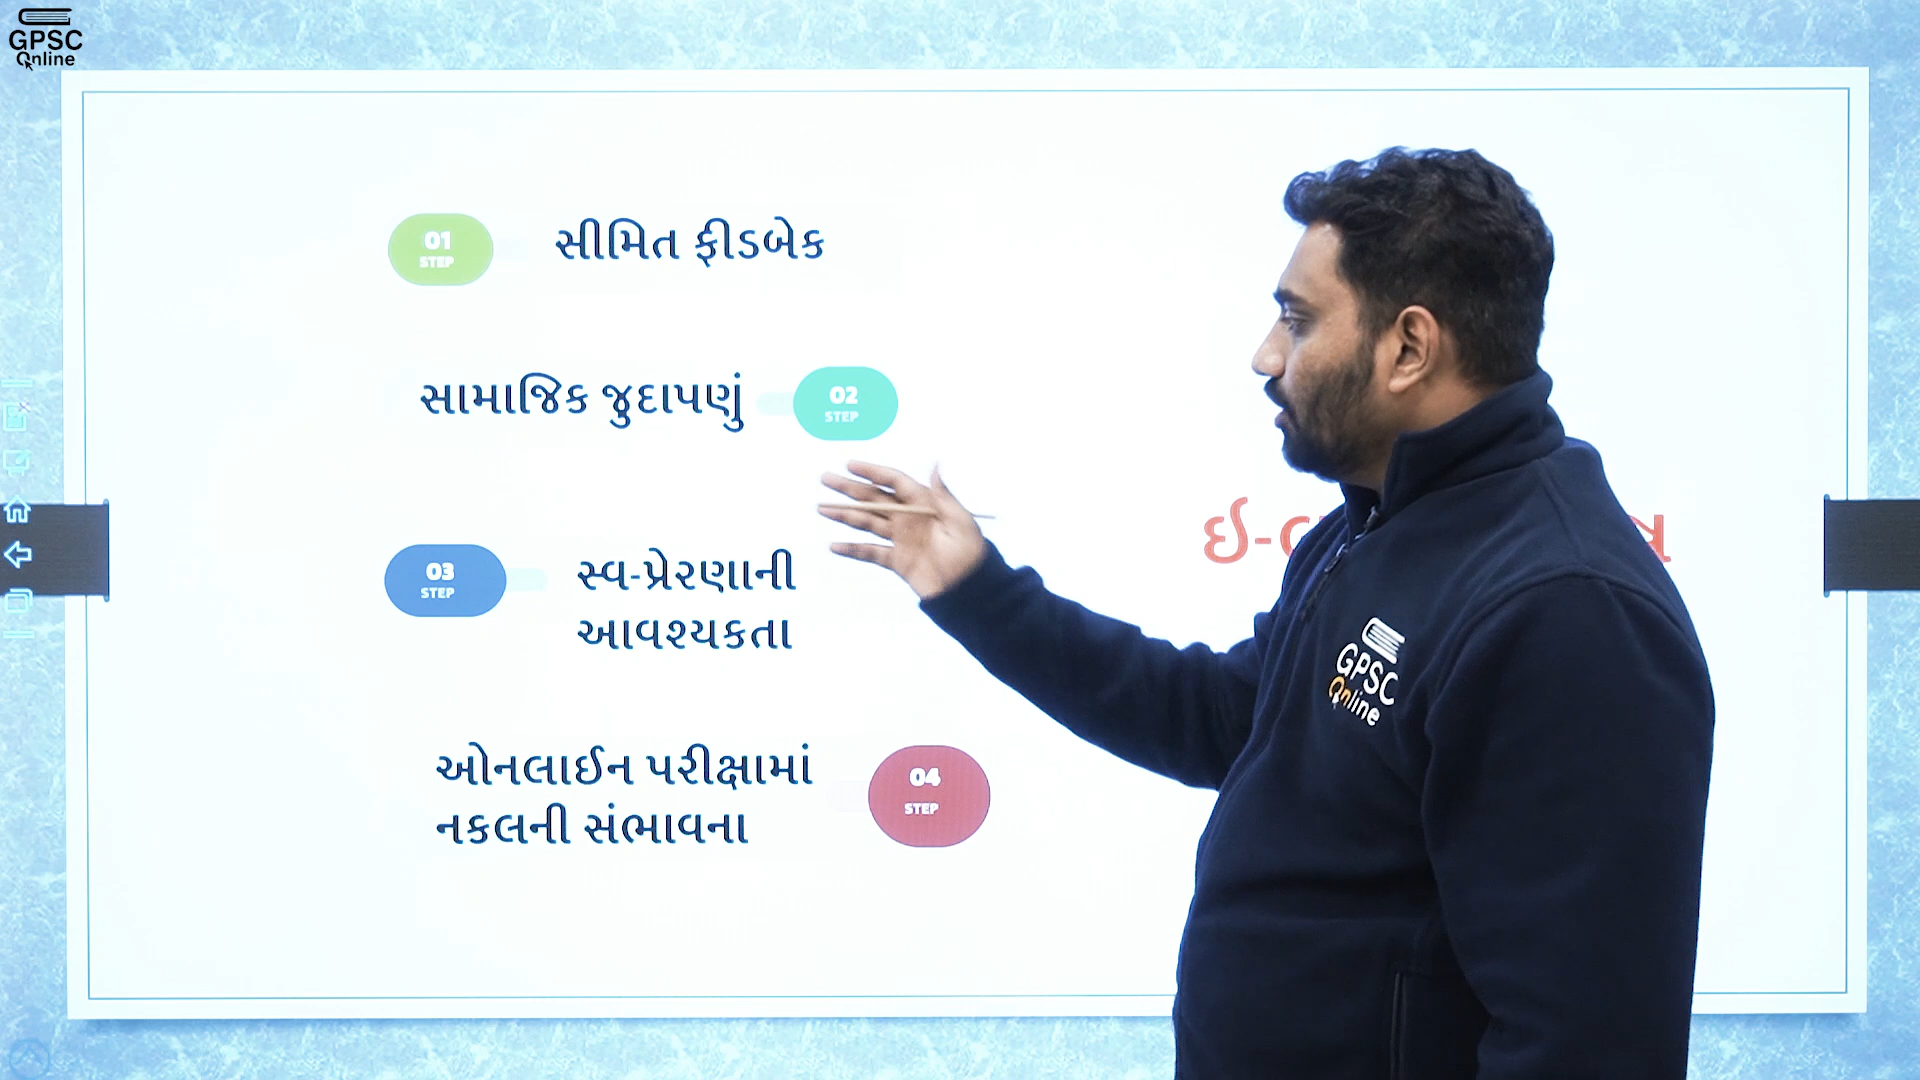 GPSC
Online
01
STEP
સીમિત ફીડબેક
સામાજિક જુદાપણું
02
STEP
03
STEP
સ્વ-પ્રેરણાની
આવશ્યકતા
ઓનલાઈન પરીક્ષામાં
નકલની સંભાવના
04
STEP
GPSC
Online